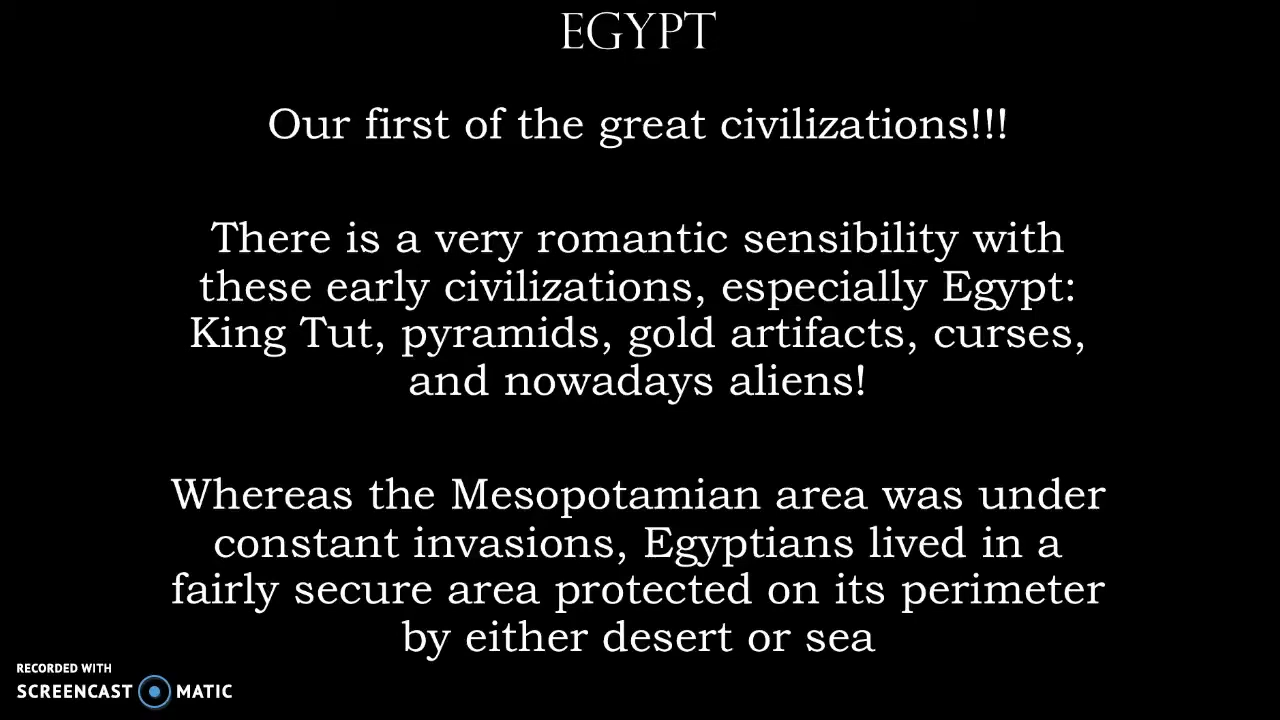 EGYPT
Our first of the great civilizations!!!
There is a very romantic sensibility with
these early civilizations, especially Egypt:
King Tut, pyramids, gold artifacts, curses,
and nowadays aliens!
Whereas the Mesopotamian area was under
constant invasions, Egyptians lived in a
fairly secure area protected on its perimeter
by either desert or sea
RECORDED WITH
SCREENCAST MATIC